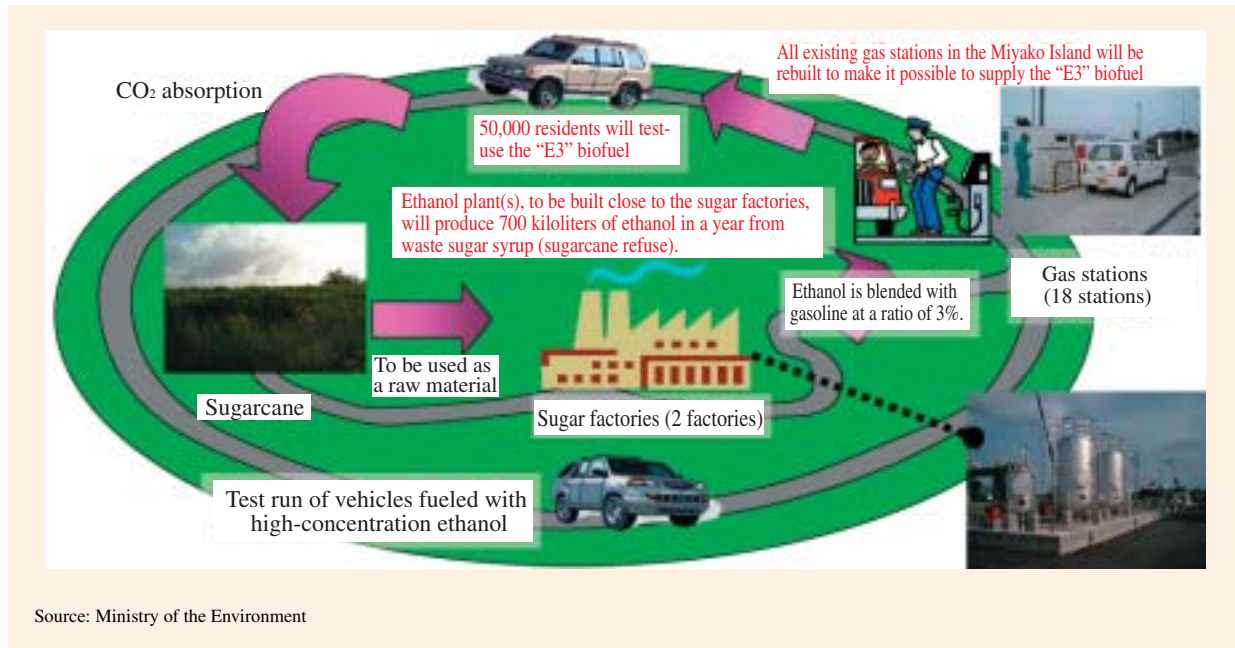 All existing gas stations in the Miyako Island will be
rebuilt to make it possible to supply the “E3” biofuel
CO2 absorption
50,000 residents will test-
use the “E3” biofuel
Ethanol plant(s), to be built close to the sugar factories,
will produce 700 kiloliters of ethanol in a year from
waste sugar syrup (sugarcane refuse).
Gas stations
(18 stations)
Ethanol is blended with
gasoline at a ratio of 3%.
To be used as
a raw material
Sugarcane
Sugar factories (2 factories)
Test run of vehicles fueled with
high-concentration ethanol
Source: Ministry of the Environment